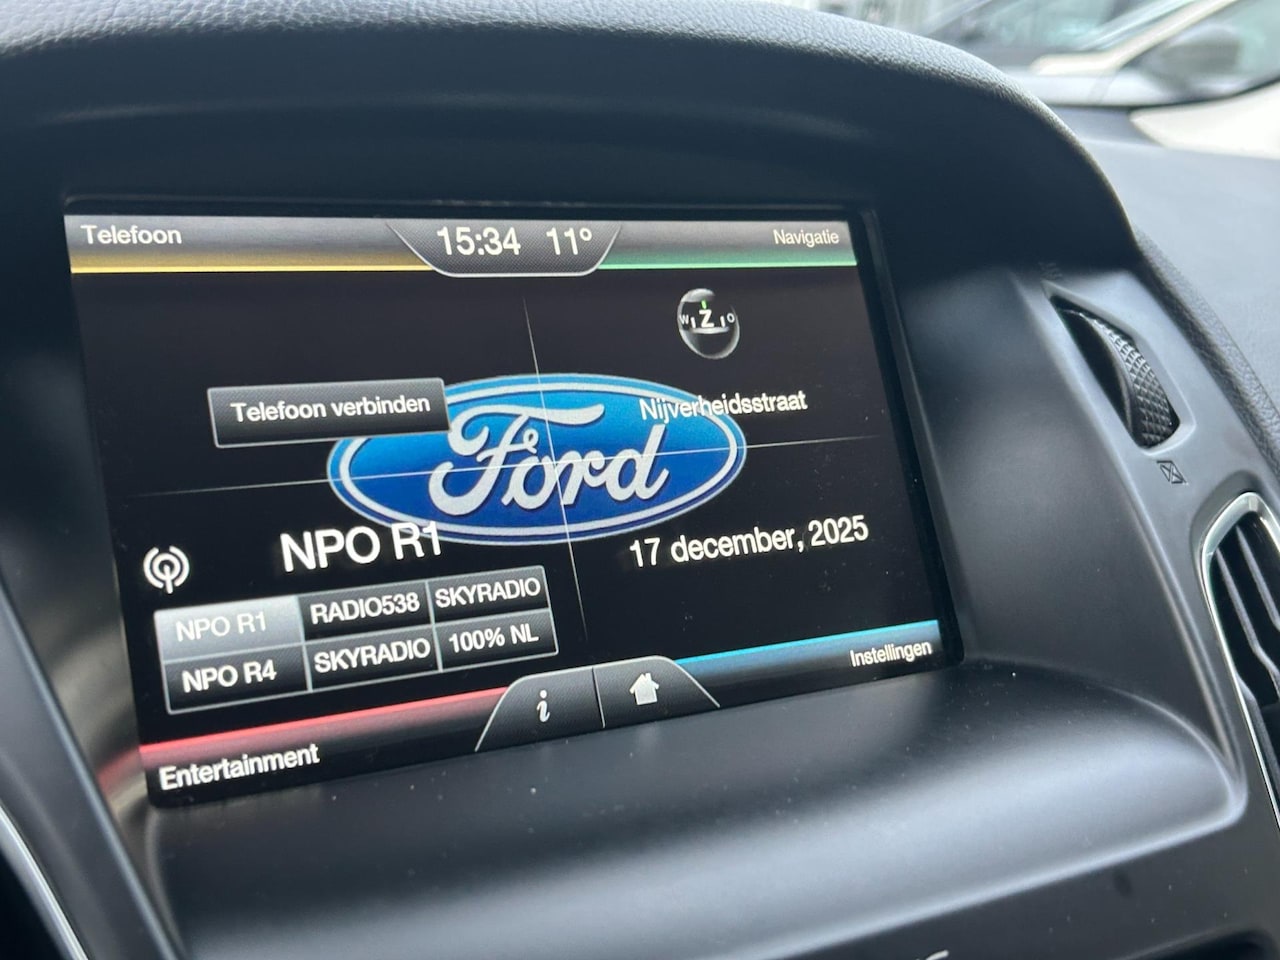 Telefoon
15:34 11°
Navigatie
W Z O
Telefoon verbinden
Nijverheidsstraat
Ford
NPO R1
17 december, 2025
NPO R1 RADIO538 SKYRADIO
NPO R4 SKYRADIO 100% NL
i
Instellingen
Entertainment